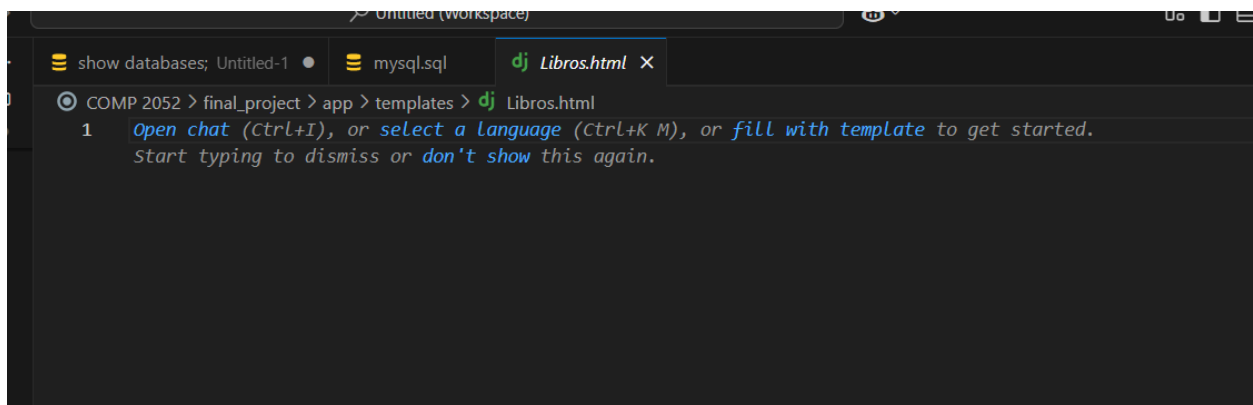 Untitled (Workspace)
show databases; Untitled-1
mysql.sql
dj Libros.html
COMP 2052 > final_project > app > templates > dj Libros.html
1 Open chat (Ctrl+I), or select a language (Ctrl+K M), or fill with template to get started.
Start typing to dismiss or don't show this again.